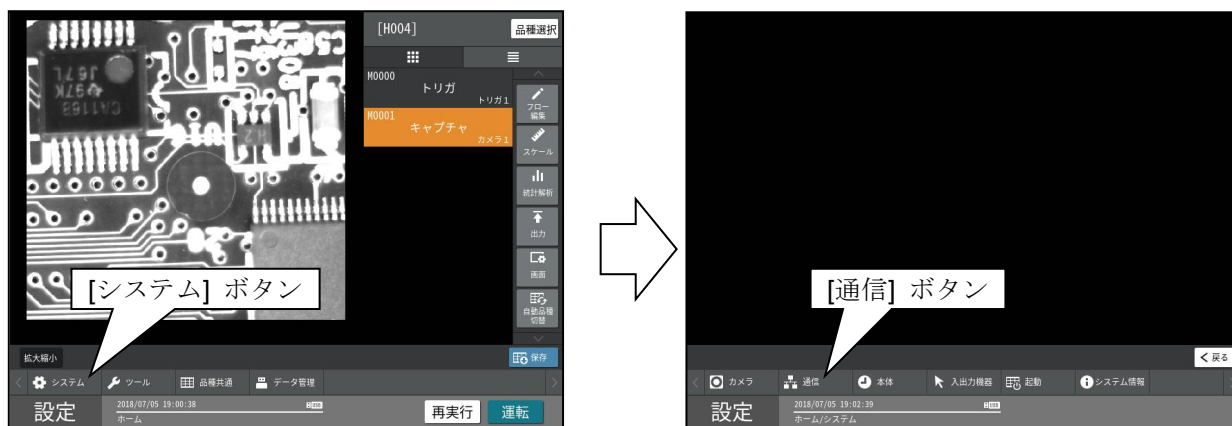 [H004]
品種選択
M0000
トリガ
トリガ1
M0001
キャプチャ
カメラ1
フロー
編集
スケール
統計解析
出力
画面
自動品種
切替
[システム] ボタン
拡大縮小
保存
システム
ツール
品種共通
データ管理
設定
2018/07/05 19:00:38
ホーム
再実行
運転
[通信] ボタン
戻る
カメラ
通信
本体
入出力機器
起動
システム情報
設定
2018/07/05 19:02:39
ホーム/システム